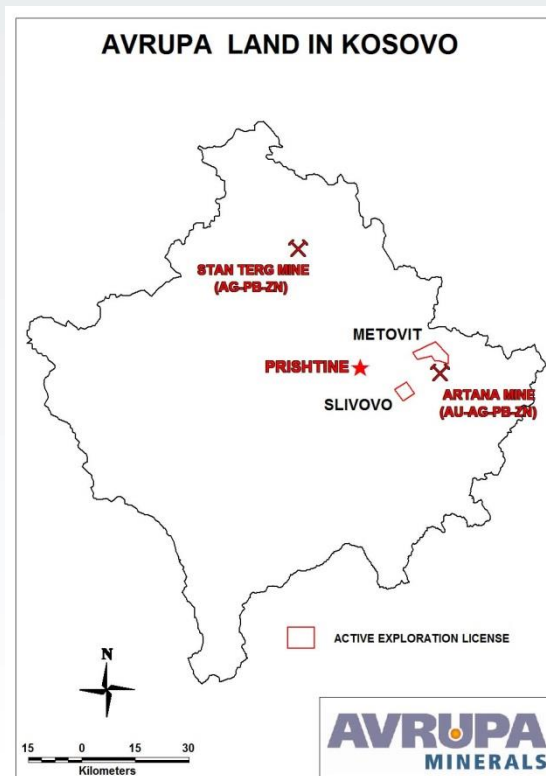 AVRUPA LAND IN KOSOVO
STAN TERG MINE
(AG-PB-ZN)
METOVIT
PRISHTINE
SLIVOVO
ARTANA MINE
(AU-AG-PB-ZN)
ACTIVE EXPLORATION LICENSE
N
15 0 15 30
Kilometers
AVRUPA
MINERALS